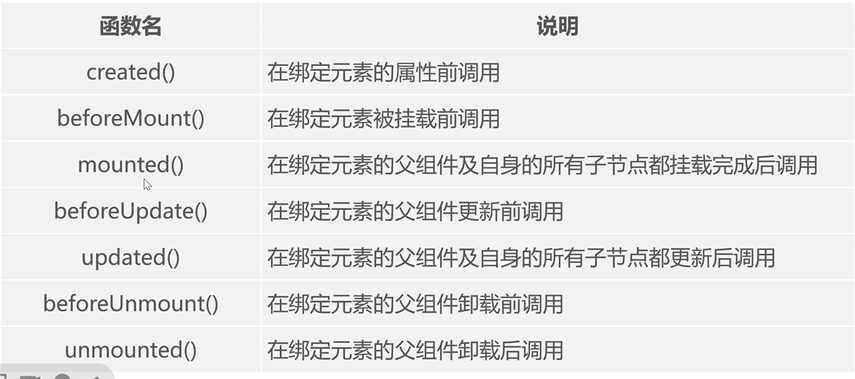 函数名 说明
created() 在绑定元素的属性前调用
beforeMount() 在绑定元素被挂载前调用
mounted() 在绑定元素的父组件及自身的所有子节点都挂载完成后调用
beforeUpdate() 在绑定元素的父组件更新前调用
updated() 在绑定元素的父组件及自身的所有子节点都更新后调用
beforeUnmount() 在绑定元素的父组件卸载前调用
unmounted() 在绑定元素的父组件卸载后调用